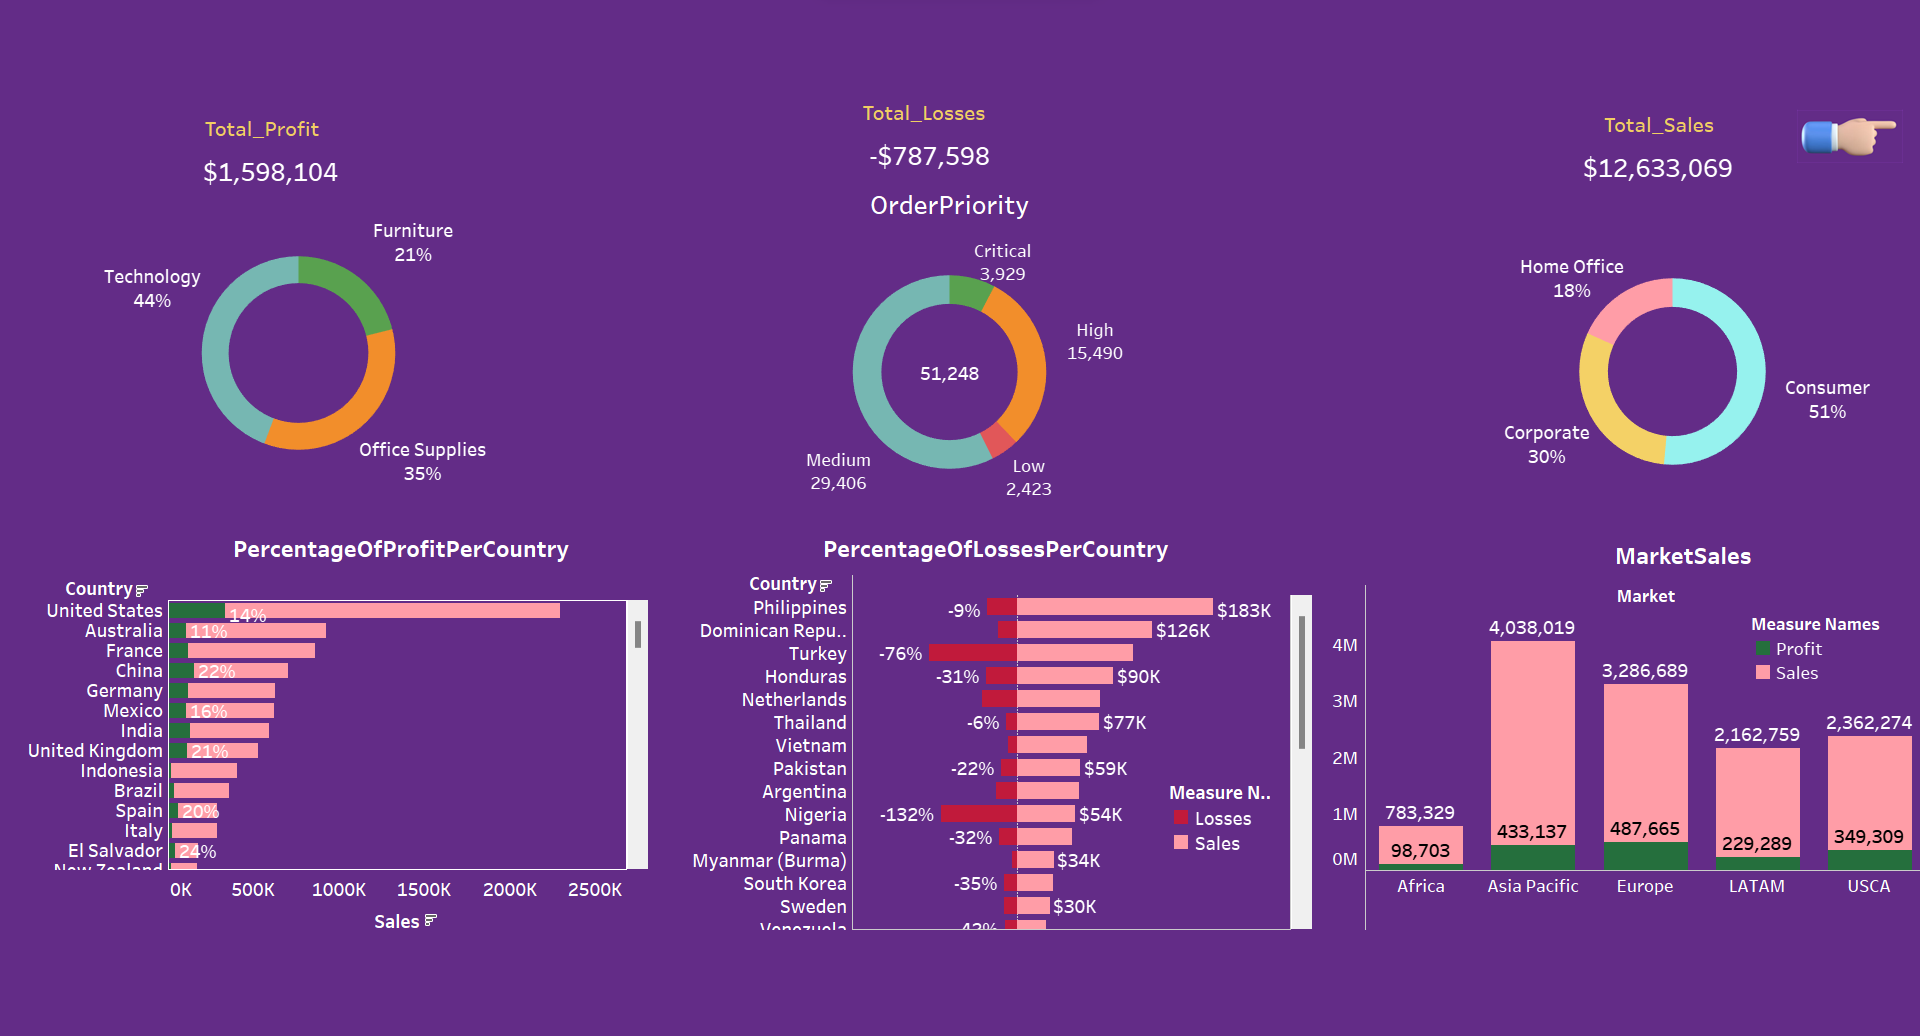 Total_Profit
$1,598,104
Total_Losses
-$787,598
Total_Sales
$12,633,069
Furniture
21%
Technology
44%
Office Supplies
35%
OrderPriority
Critical
3,929
High
15,490
51,248
Medium
29,406
Low
2,423
Home Office
18%
Consumer
51%
Corporate
30%
PercentageOfProfitPerCountry
Country
United States 14%
Australia 11%
France
China 22%
Germany
Mexico 16%
India
United Kingdom 21%
Indonesia
Brazil
Spain 20%
Italy
El Salvador 24%
New Zealand
0K 500K 1000K 1500K 2000K 2500K
Sales
PercentageOfLossesPerCountry
Country
Philippines -9% $183K
Dominican Repu.. $126K
Turkey -76%
Honduras -31% $90K
Netherlands
Thailand -6% $77K
Vietnam
Pakistan -22% $59K
Argentina
Nigeria -132% $54K
Panama -32%
Myanmar (Burma) $34K
South Korea -35%
Sweden $30K
Venezuela
Measure N..
Losses
Sales
MarketSales
Market
Measure Names
Profit
Sales
4M
3M
2M
1M
0M
783,329
98,703
4,038,019
433,137
3,286,689
487,665
2,162,759
229,289
2,362,274
349,309
Africa Asia Pacific Europe LATAM USCA